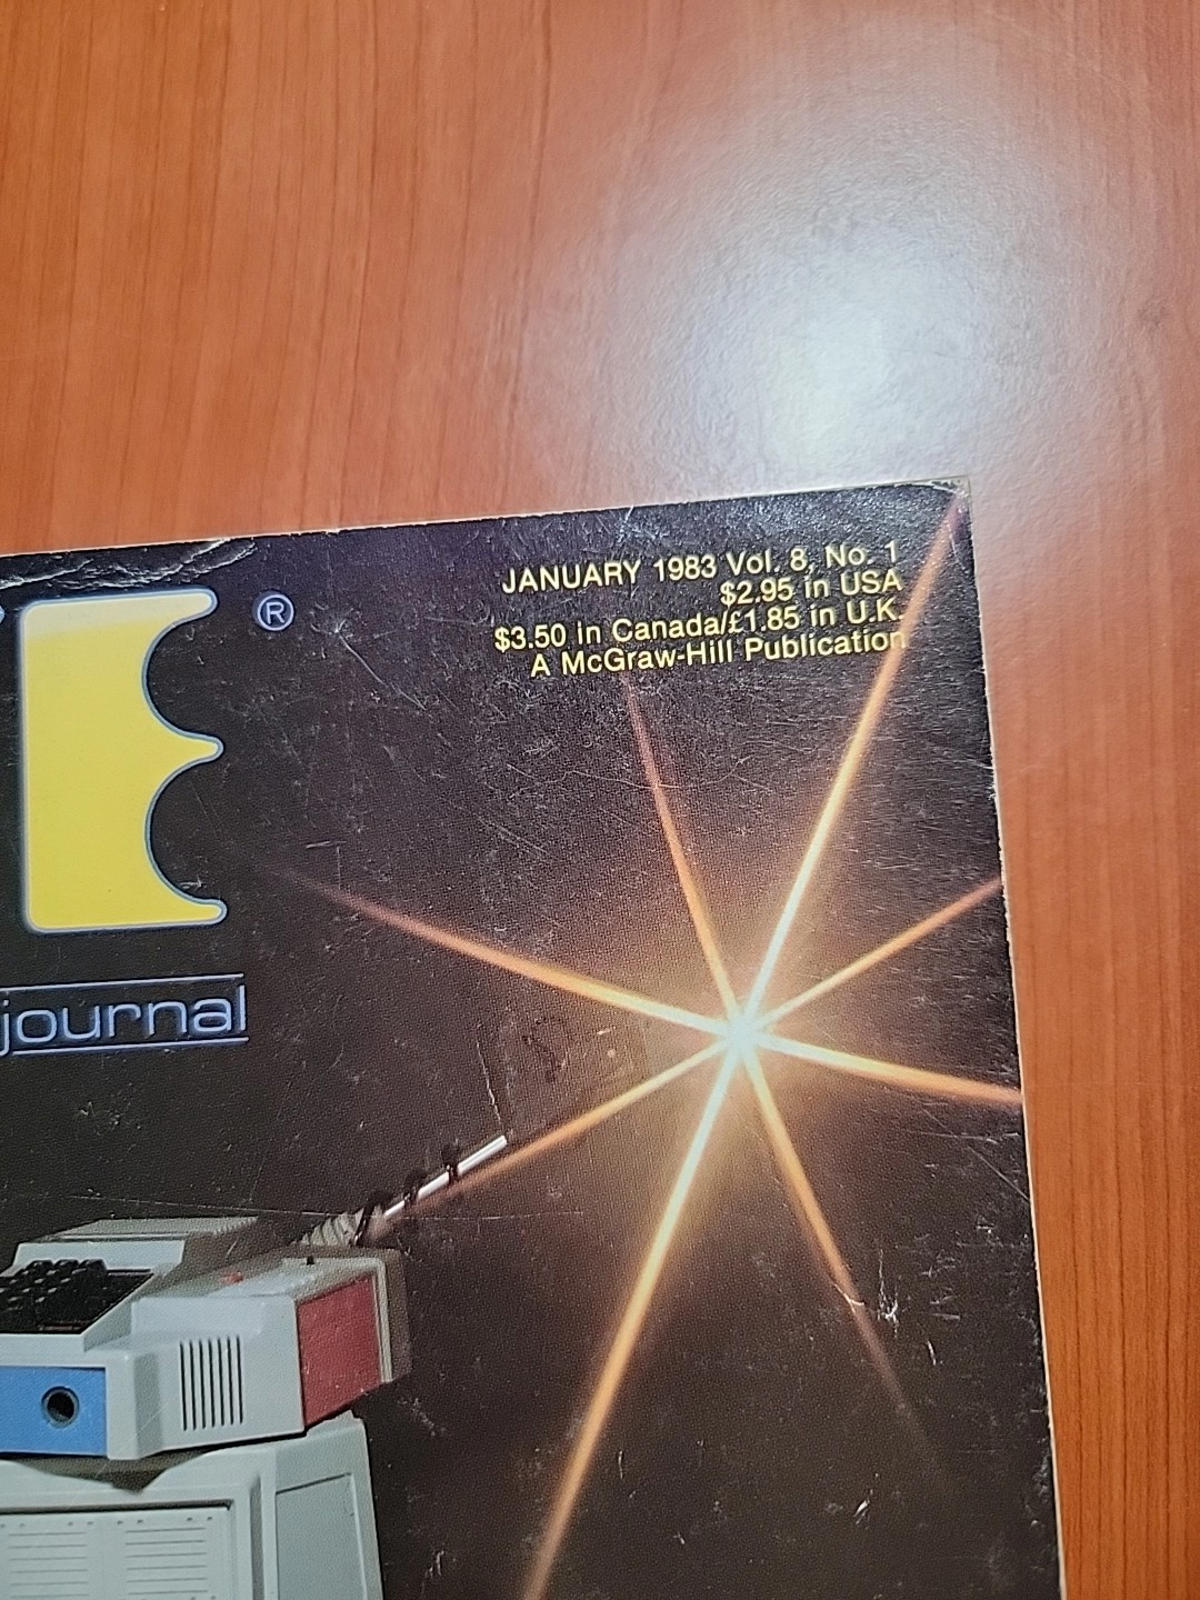 JANUARY 1983 Vol. 8, No. 1
$2.95 in USA
$3.50 in Canada/£1.85 in U.K.
A McGraw-Hill Publication
E ®
journal